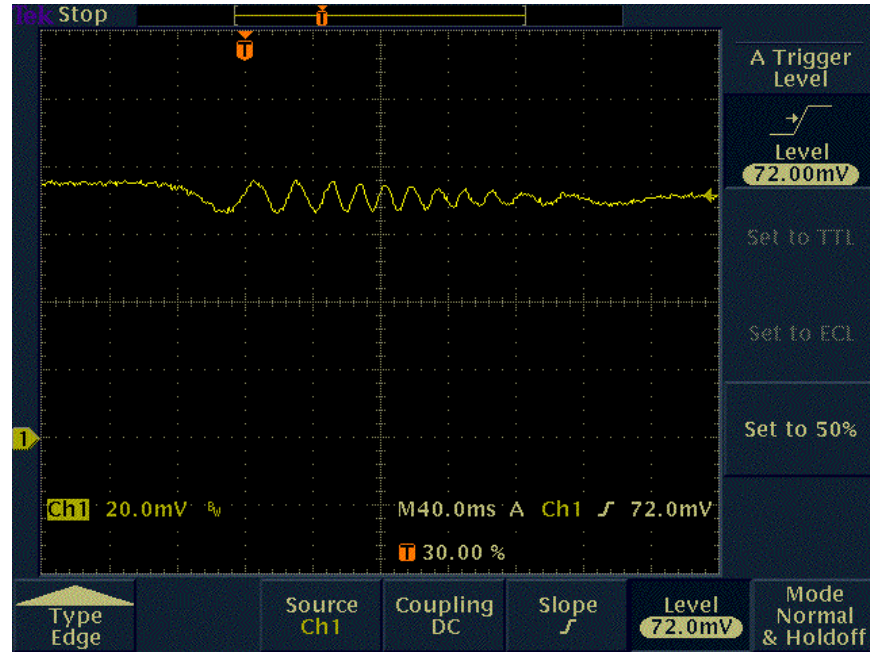 Tek Stop
T
T
A Trigger
Level
Level
72.00mV
Set to TTL
Set to ECL
Set to 50%
1
Ch1 20.0mV BW
M40.0ms A Ch1 72.0mV
T 30.00 %
Type
Edge
Source
Ch1
Coupling
DC
Slope
Level
72.0mV
Mode
Normal
& Holdoff